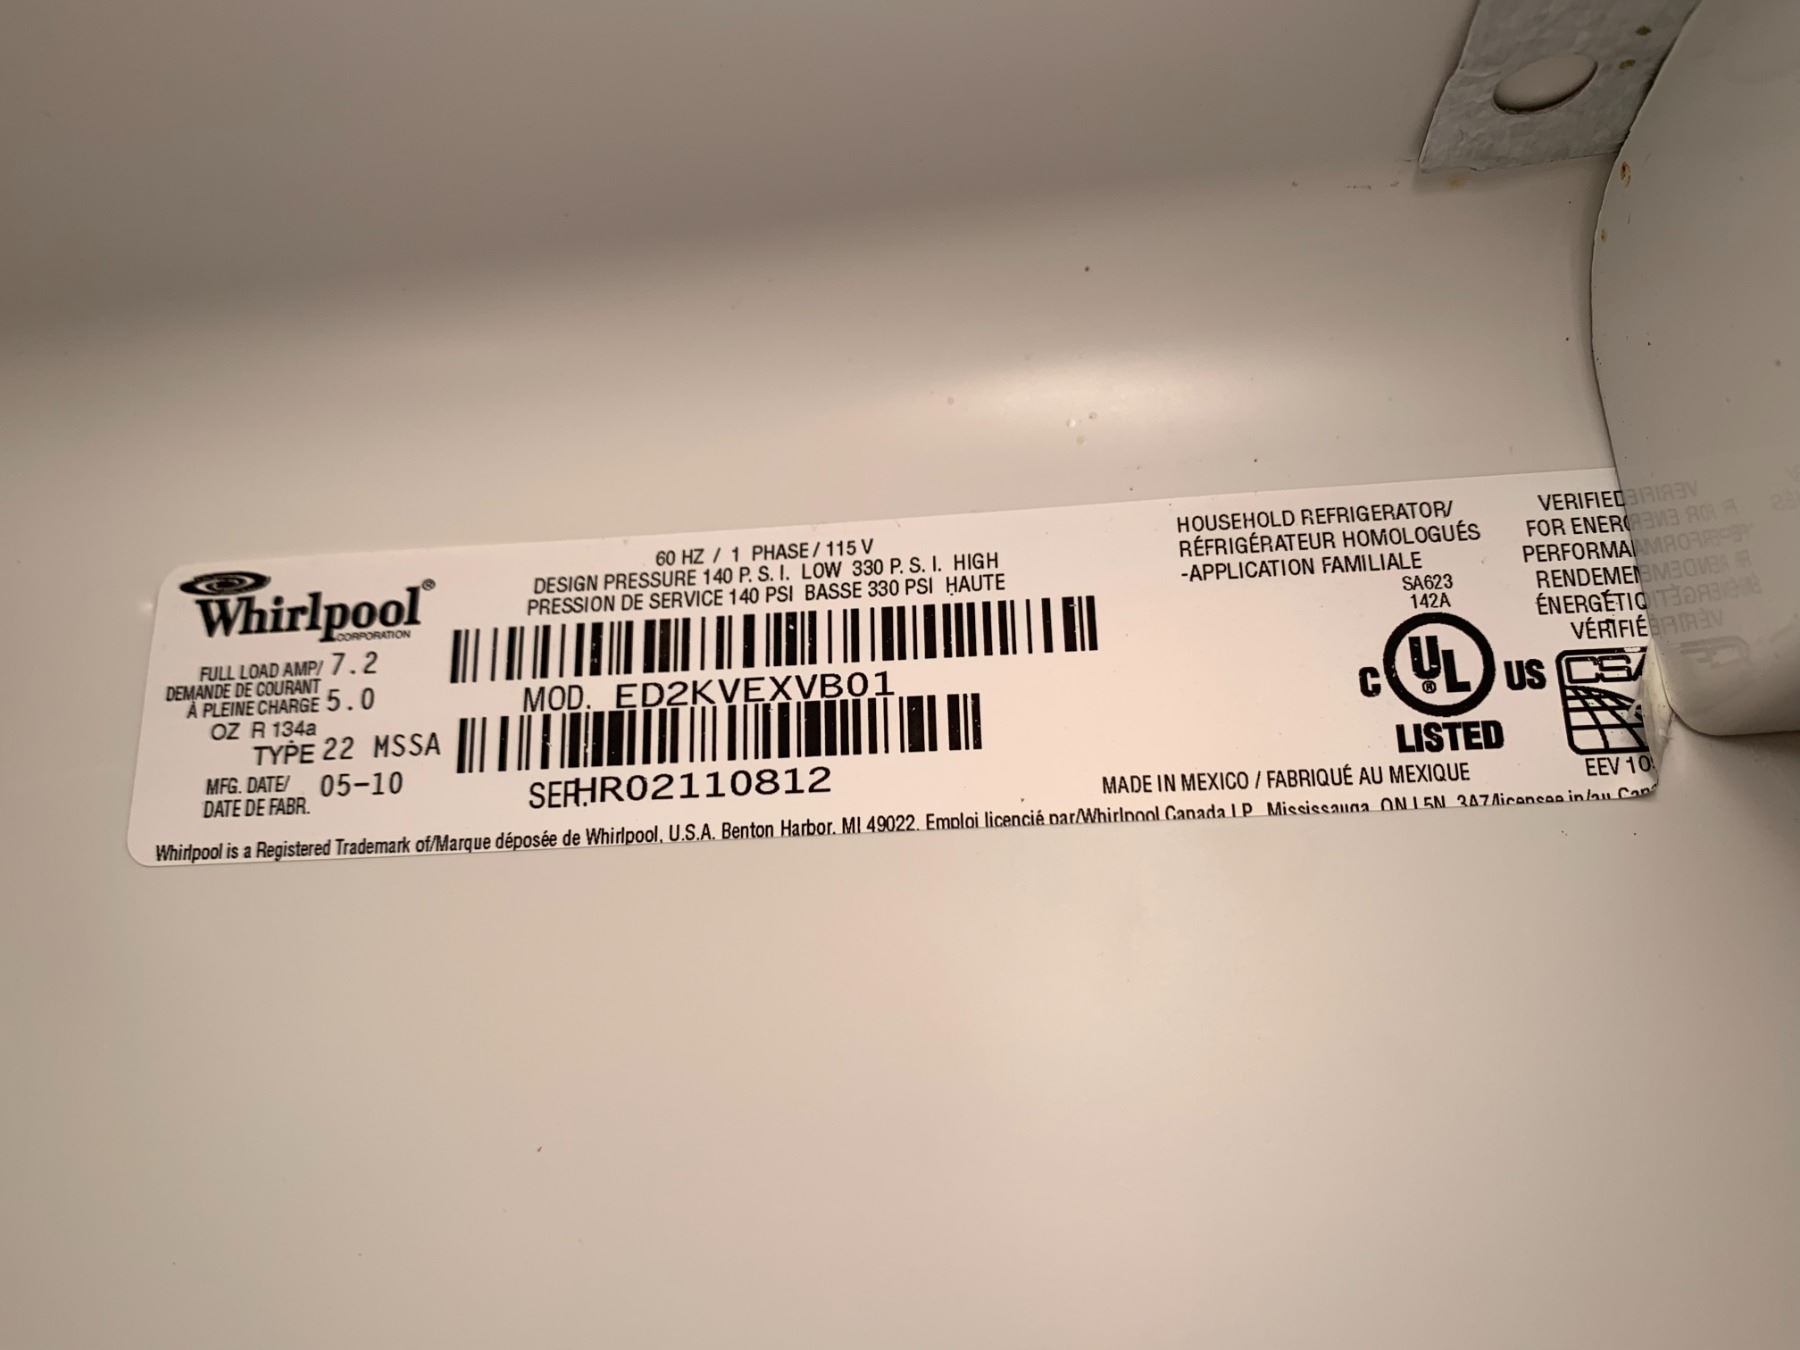 Whirlpool®
CORPORATION
FULL LOAD AMP/ 7.2
DEMANDE DE COURANT
À PLEINE CHARGE 5.0
OZ R 134a
TYPE 22 MSSA
MFG. DATE/ 05-10
DATE DE FABR.
60 HZ / 1 PHASE / 115 V
DESIGN PRESSURE 140 P. S. I. LOW 330 P. S. I. HIGH
PRESSION DE SERVICE 140 PSI BASSE 330 PSI HAUTE
MOD. ED2KVEXVB01
SER. HR02110812
HOUSEHOLD REFRIGERATOR/
RÉFRIGÉRATEUR HOMOLOGUÉS
-APPLICATION FAMILIALE
SA623
142A
C UL® US
LISTED
VERIFIED
FOR ENER
PERFORMA
RENDEME
ÉNERGÉTIQ
VÉRIFIÉ
CSA
EEV 10
MADE IN MEXICO / FABRIQUÉ AU MEXIQUE
Whirlpool is a Registered Trademark of/Marque déposée de Whirlpool, U.S.A. Benton Harbor, MI 49022. Emploi licencié par/Whirlpool Canada LP Mississauga ON L5N 3A7/licensee in/au Can